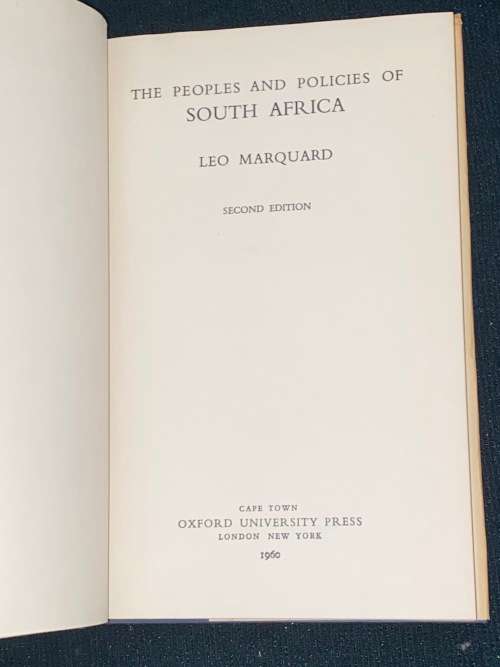 THE PEOPLES AND POLICIES OF
SOUTH AFRICA
LEO MARQUARD
SECOND EDITION
CAPE TOWN
OXFORD UNIVERSITY PRESS
LONDON NEW YORK
1960